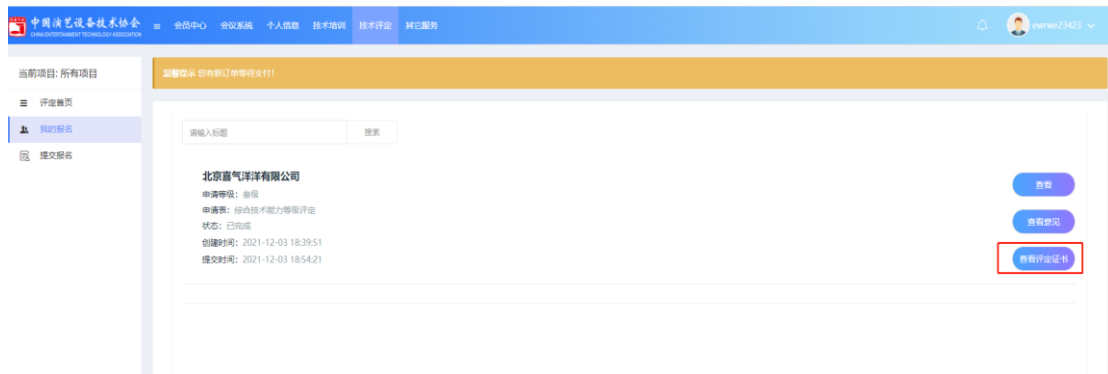 中国演艺设备技术协会
CHINA ENTERTAINMENT TECHNOLOGY ASSOCIATION
会员中心 会议系统 个人信息 技术培训 技术评定 其它服务
ewrwe23423
当前项目: 所有项目
温馨提示 您有新订单等待支付!
评定首页
我的报名
提交报名
请输入标题 搜索
北京喜气洋洋有限公司
申请等级: 叁级
申请表: 综合技术能力等级评定
状态: 已完成
创建时间: 2021-12-03 18:39:51
提交时间: 2021-12-03 18:54:21
查看
查看意见
查看评定证书